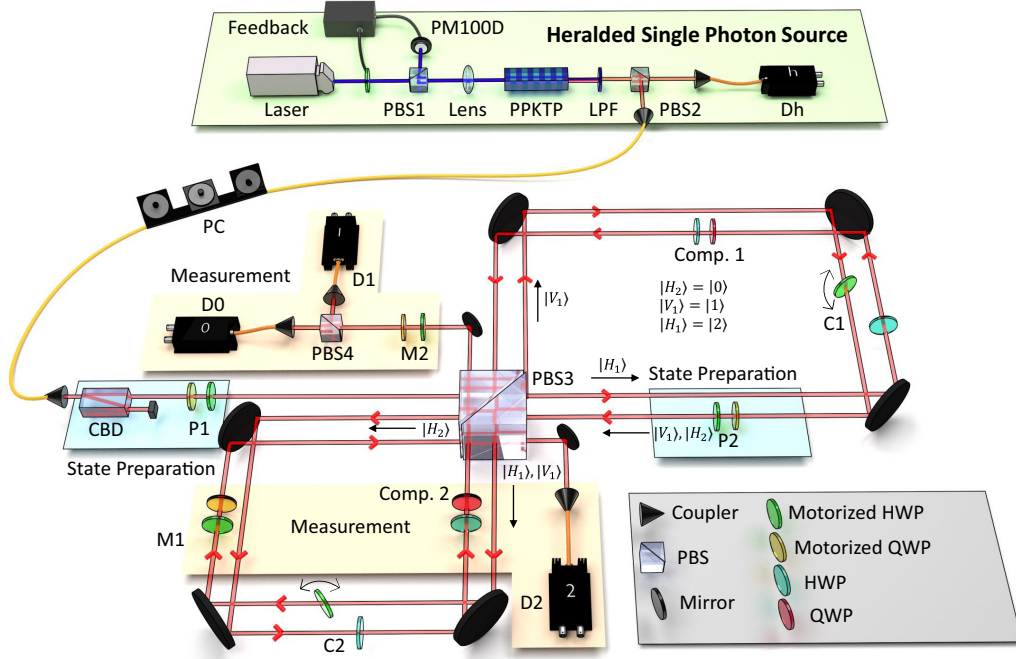 Feedback
PM100D
Heralded Single Photon Source
Laser
PBS1
Lens
PPKTP
LPF
PBS2
Dh
h
PC
Measurement
D1
1
D0
0
PBS4
M2
Comp. 1
|H₂⟩ = |0⟩
|V₁⟩ = |1⟩
|H₁⟩ = |2⟩
C1
|V₁⟩
PBS3
|H₁⟩
State Preparation
P2
|V₁⟩, |H₂⟩
CBD
P1
State Preparation
|H₂⟩
|H₁⟩, |V₁⟩
Comp. 2
Measurement
M1
C2
D2
2
Coupler
PBS
Mirror
Motorized HWP
Motorized QWP
HWP
QWP